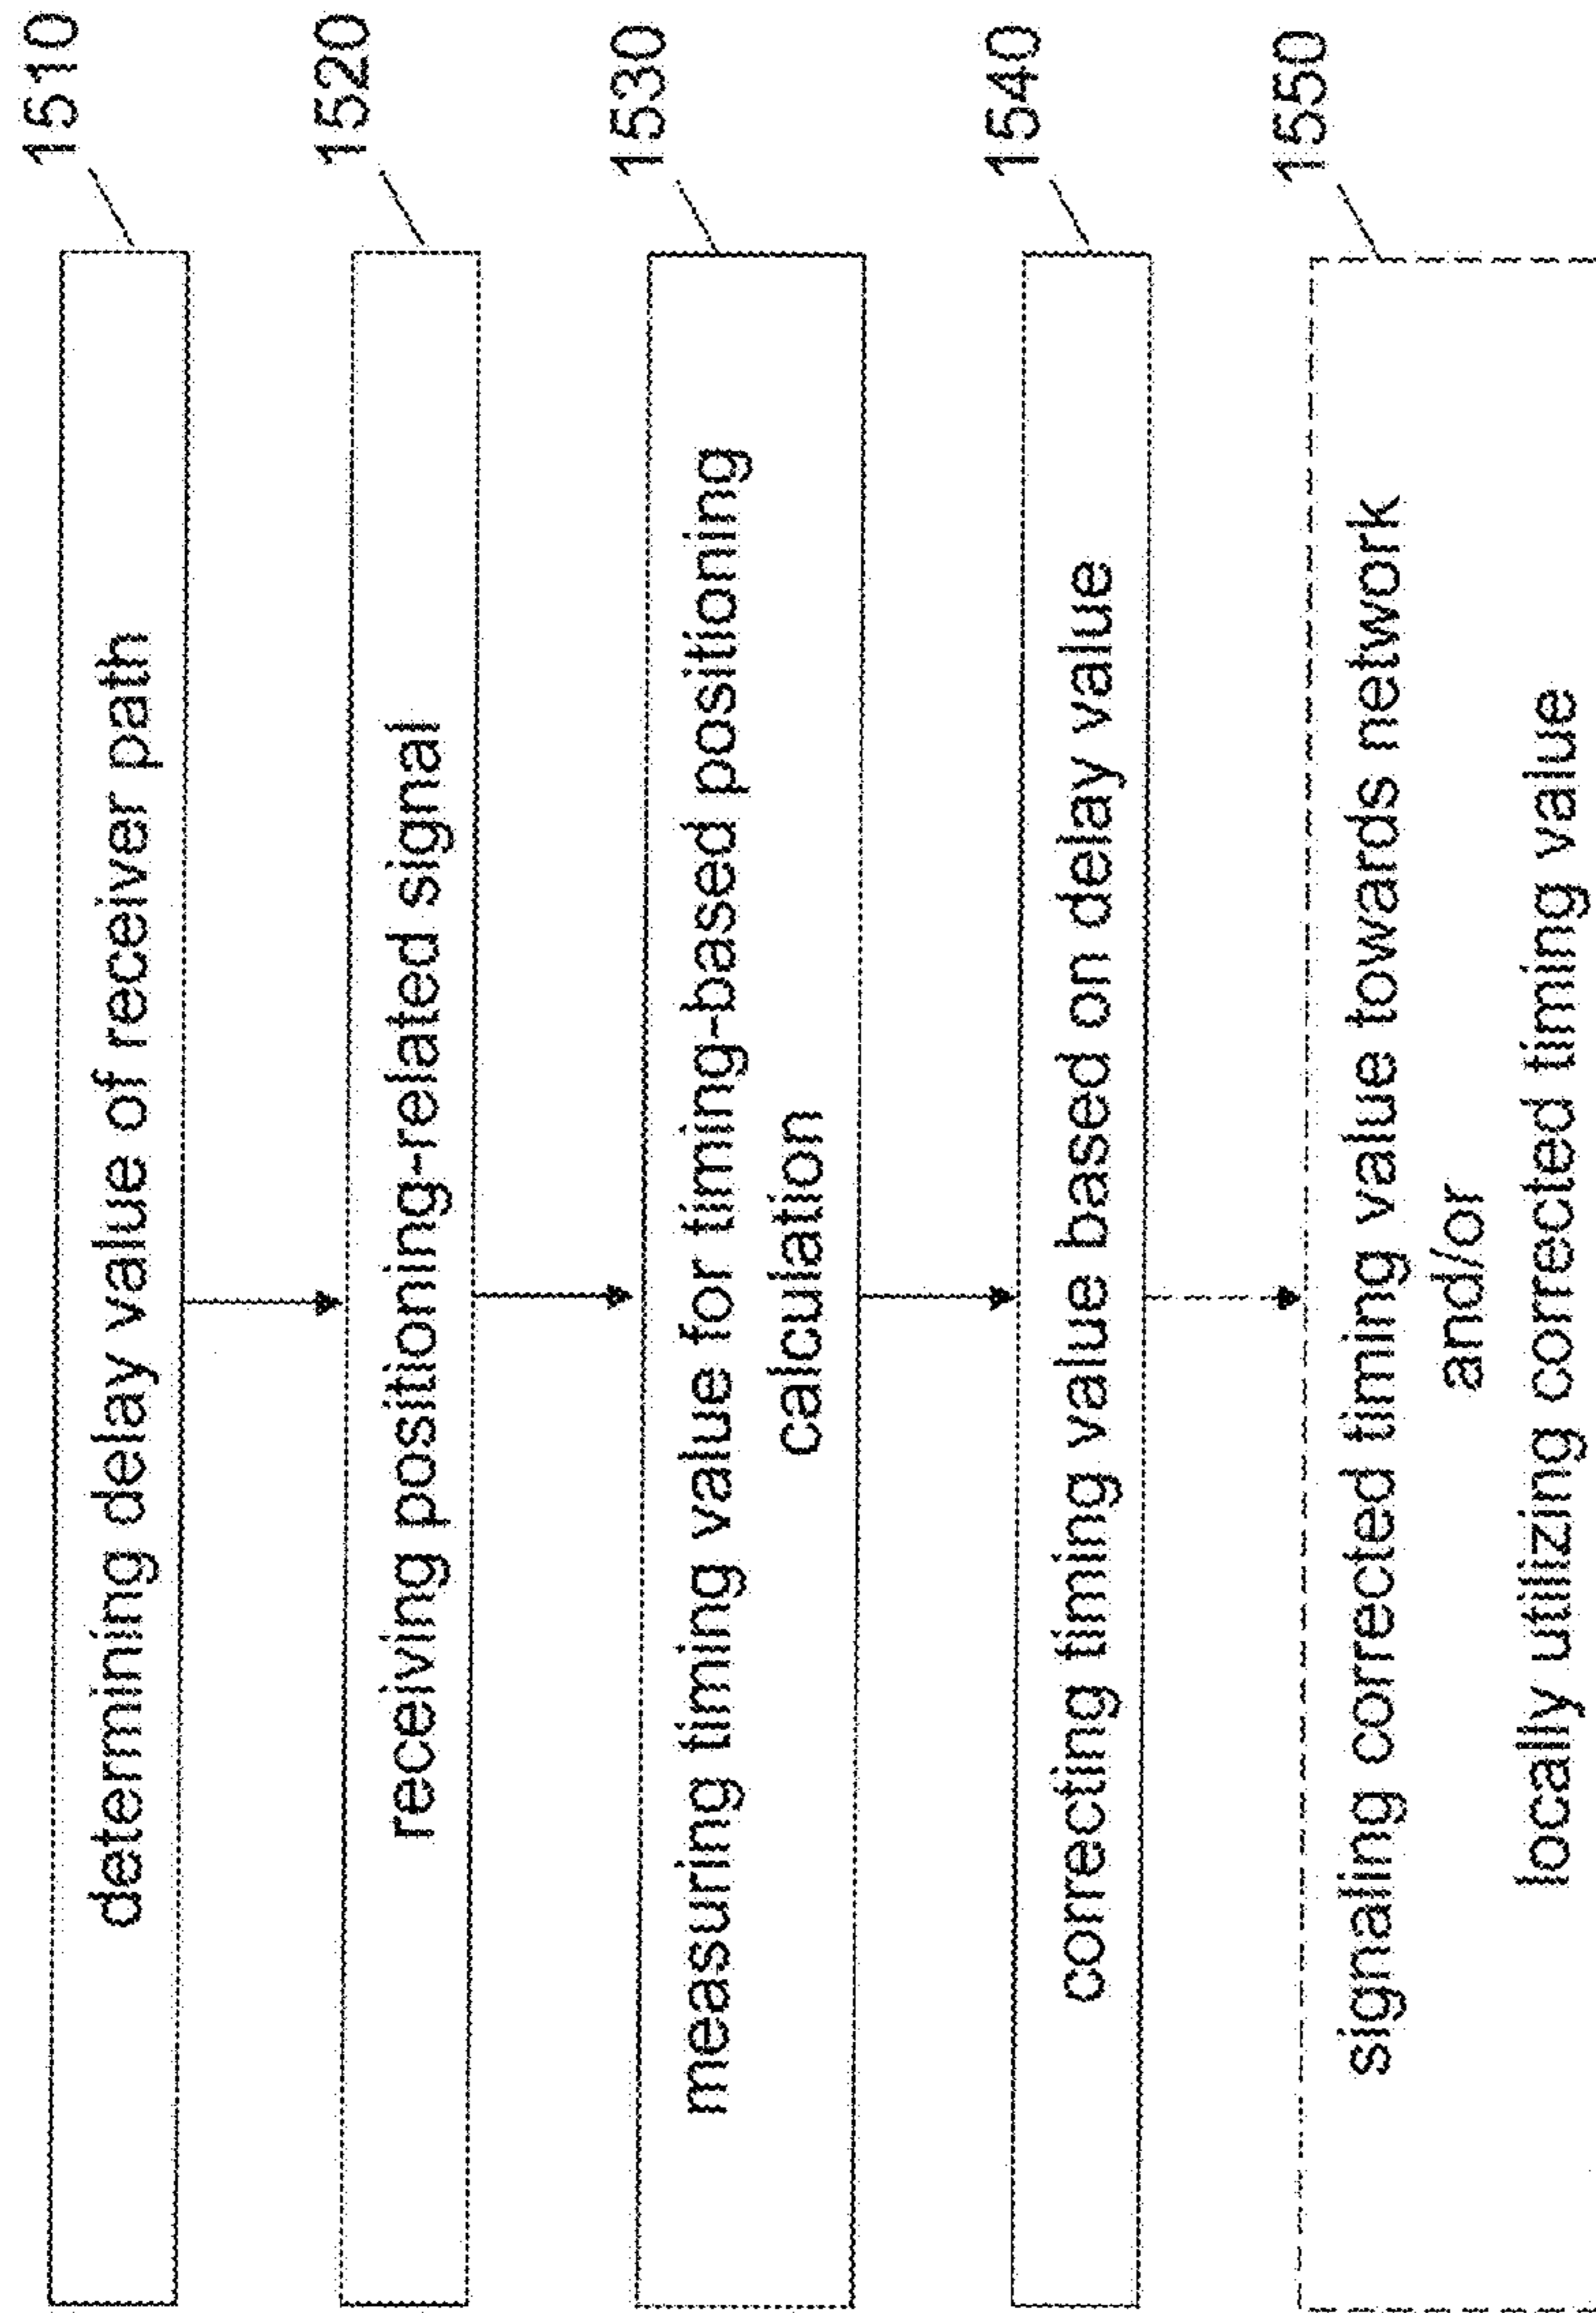 1510
determining delay value of receiver path
1520
receiving positioning-related signal
1530
measuring timing value for timing-based positioning
calculation
1540
correcting timing value based on delay value
1550
signaling corrected timing value towards network
and/or
locally utilizing corrected timing value